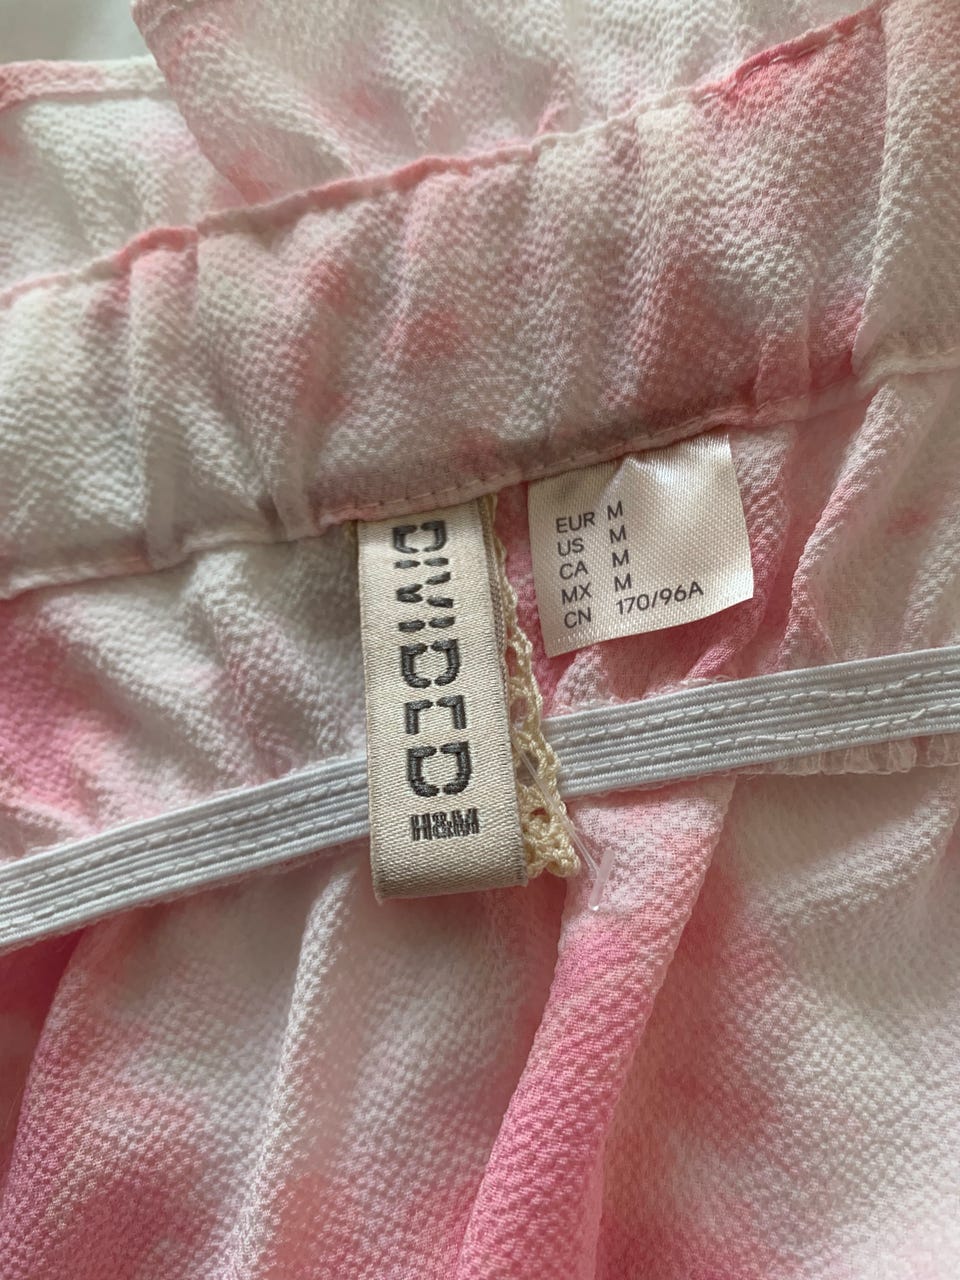 DIVIDED
H&M
EUR M
US M
CA M
MX M
CN 170/96A